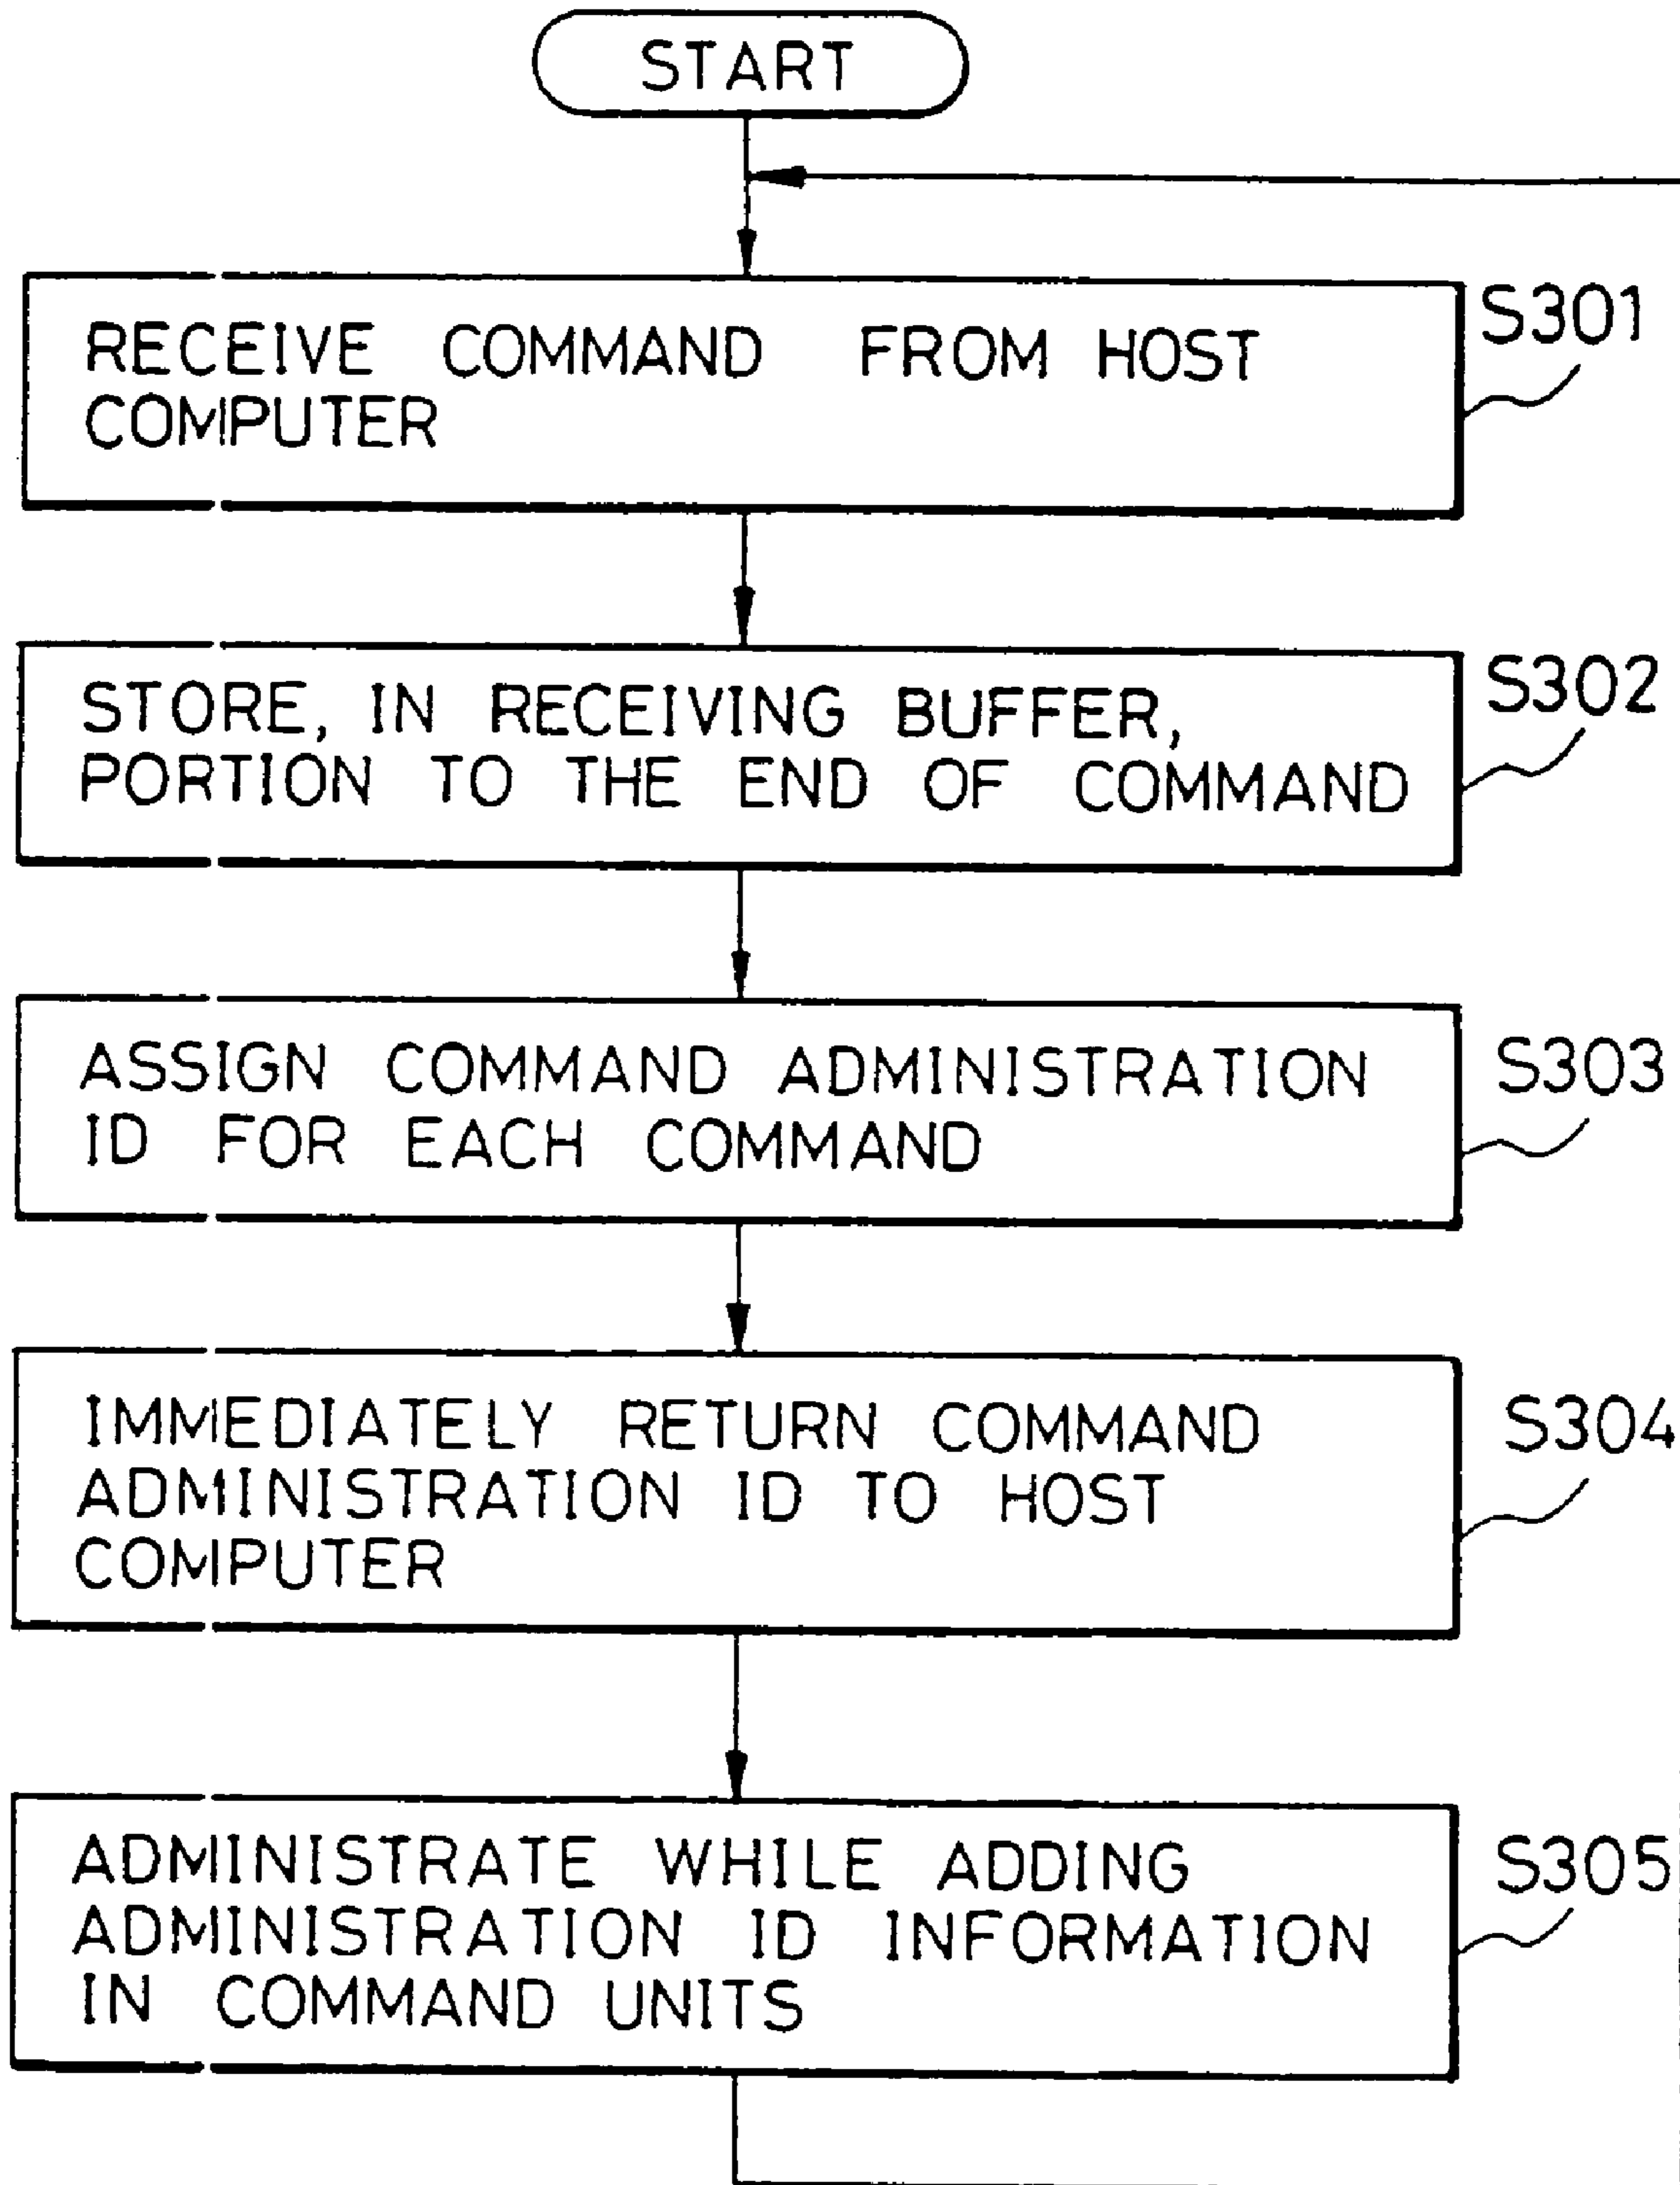 START
RECEIVE COMMAND FROM HOST
COMPUTER
S301
STORE, IN RECEIVING BUFFER,
PORTION TO THE END OF COMMAND
S302
ASSIGN COMMAND ADMINISTRATION
ID FOR EACH COMMAND
S303
IMMEDIATELY RETURN COMMAND
ADMINISTRATION ID TO HOST
COMPUTER
S304
ADMINISTRATE WHILE ADDING
ADMINISTRATION ID INFORMATION
IN COMMAND UNITS
S305